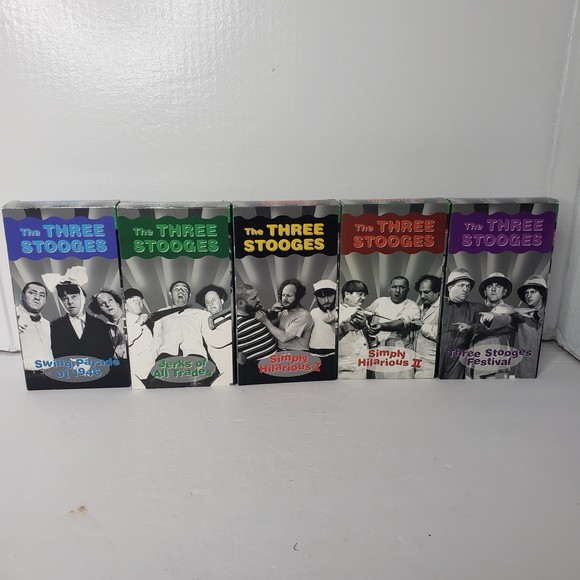 The THREE
STOOGES
Swing Parade
of 1946
The THREE
STOOGES
Jerks of
All Trades
The THREE
STOOGES
Simply
Hilarious I
The THREE
STOOGES
Simply
Hilarious II
The THREE
STOOGES
Three Stooges
Festival